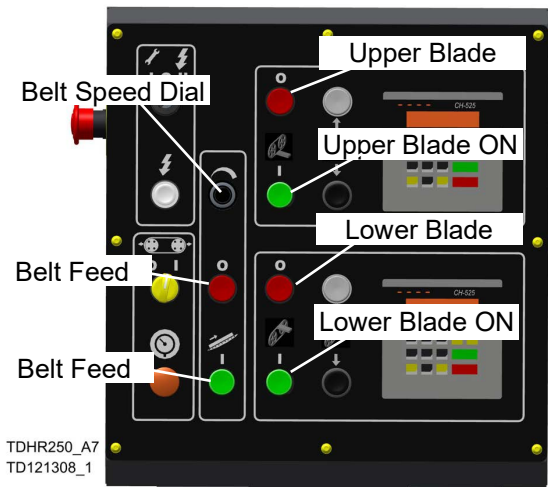 Upper Blade
Belt Speed Dial
O
CH-525
Upper Blade ON
I
Lower Blade
O
O
Belt Feed
I
CH-525
Lower Blade ON
Belt Feed
I
I
TDHR250_A7
TD121308_1